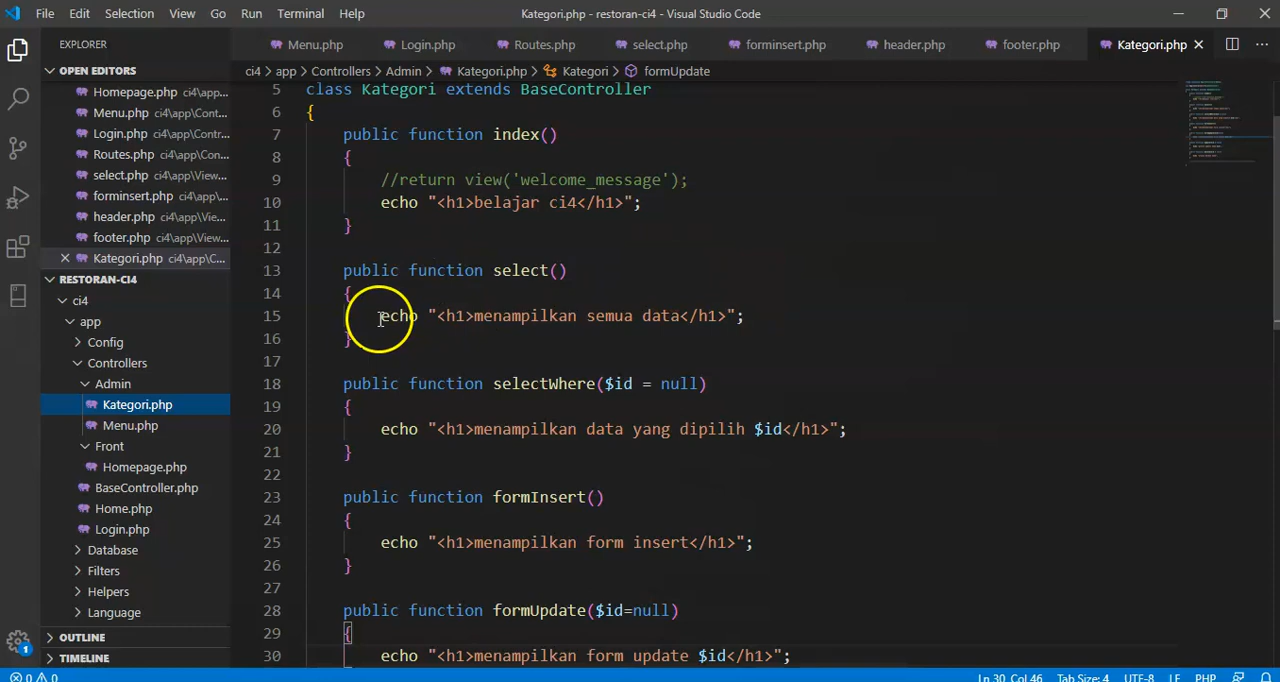 File Edit Selection View Go Run Terminal Help
Kategori.php - restoran-ci4 - Visual Studio Code
EXPLORER
Menu.php Login.php Routes.php select.php forminsert.php header.php footer.php Kategori.php
OPEN EDITORS
Homepage.php ci4\app...
Menu.php ci4\app\Cont...
Login.php ci4\app\Contr...
Routes.php ci4\app\Con...
select.php ci4\app\View...
forminsert.php ci4\app\...
header.php ci4\app\Vie...
footer.php ci4\app\View...
Kategori.php ci4\app\C...
RESTORAN-CI4
ci4
app
Config
Controllers
Admin
Kategori.php
Menu.php
Front
Homepage.php
BaseController.php
Home.php
Login.php
Database
Filters
Helpers
Language
OUTLINE
TIMELINE
ci4 > app > Controllers > Admin > Kategori.php > Kategori > formUpdate
5 class Kategori extends BaseController
6 {
7 public function index()
8 {
9 //return view('welcome_message');
10 echo "<h1>belajar ci4</h1>";
11 }
12
13 public function select()
14 {
15 echo "<h1>menampilkan semua data</h1>";
16 }
17
18 public function selectWhere($id = null)
19 {
20 echo "<h1>menampilkan data yang dipilih $id</h1>";
21 }
22
23 public function formInsert()
24 {
25 echo "<h1>menampilkan form insert</h1>";
26 }
27
28 public function formUpdate($id=null)
29 {
30 echo "<h1>menampilkan form update $id</h1>";
1
0 0 Ln 30, Col 46 Tab Size: 4 UTF-8 LF PHP